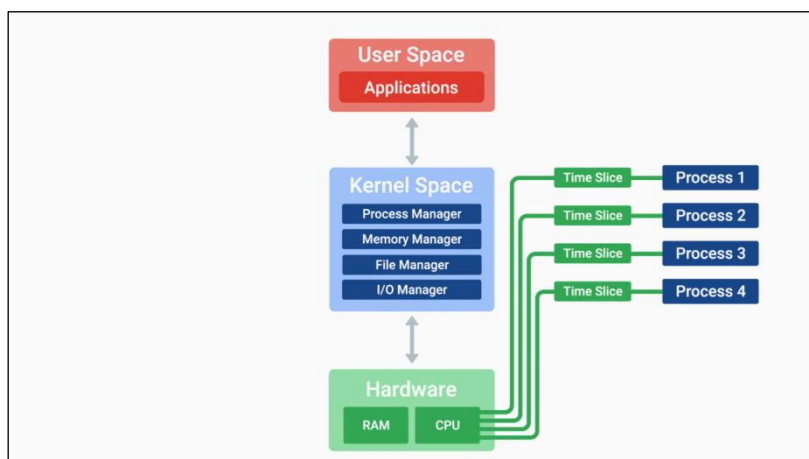 User Space
Applications
Kernel Space
Process Manager
Memory Manager
File Manager
I/O Manager
Time Slice Process 1
Time Slice Process 2
Time Slice Process 3
Time Slice Process 4
Hardware
RAM CPU